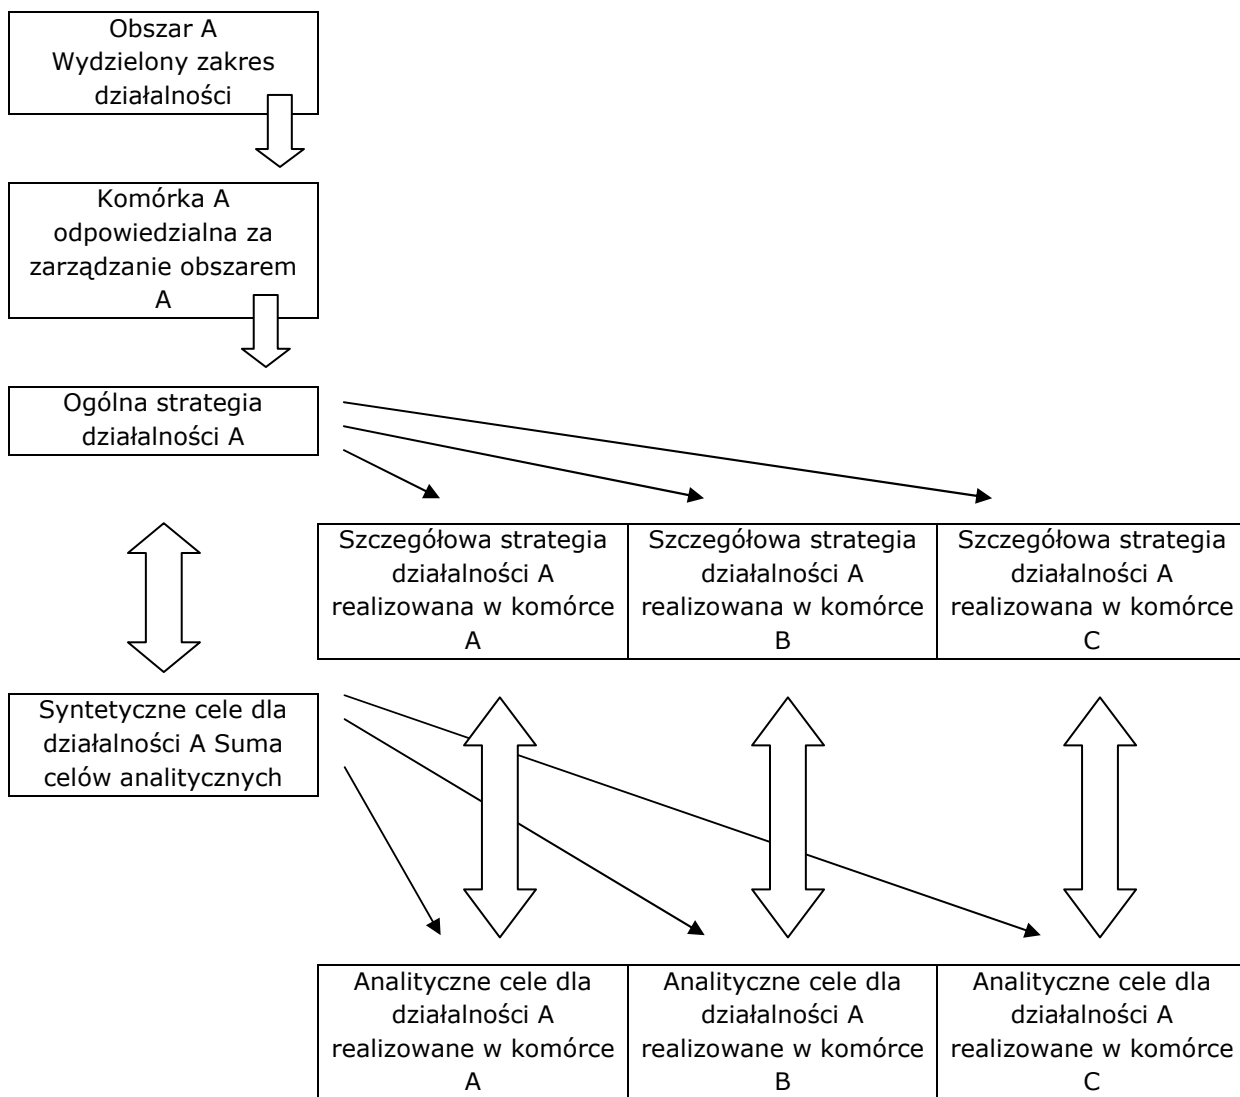 Obszar A
Wydzielony zakres
działalności
Komórka A
odpowiedzialna za
zarządzanie obszarem
A
Ogólna strategia
działalności A
Szczegółowa strategia
działalności A
realizowana w komórce
A
Szczegółowa strategia
działalności A
realizowana w komórce
B
Szczegółowa strategia
działalności A
realizowana w komórce
C
Syntetyczne cele dla
działalności A Suma
celów analitycznych
Analityczne cele dla
działalności A
realizowane w komórce
A
Analityczne cele dla
działalności A
realizowane w komórce
B
Analityczne cele dla
działalności A
realizowane w komórce
C